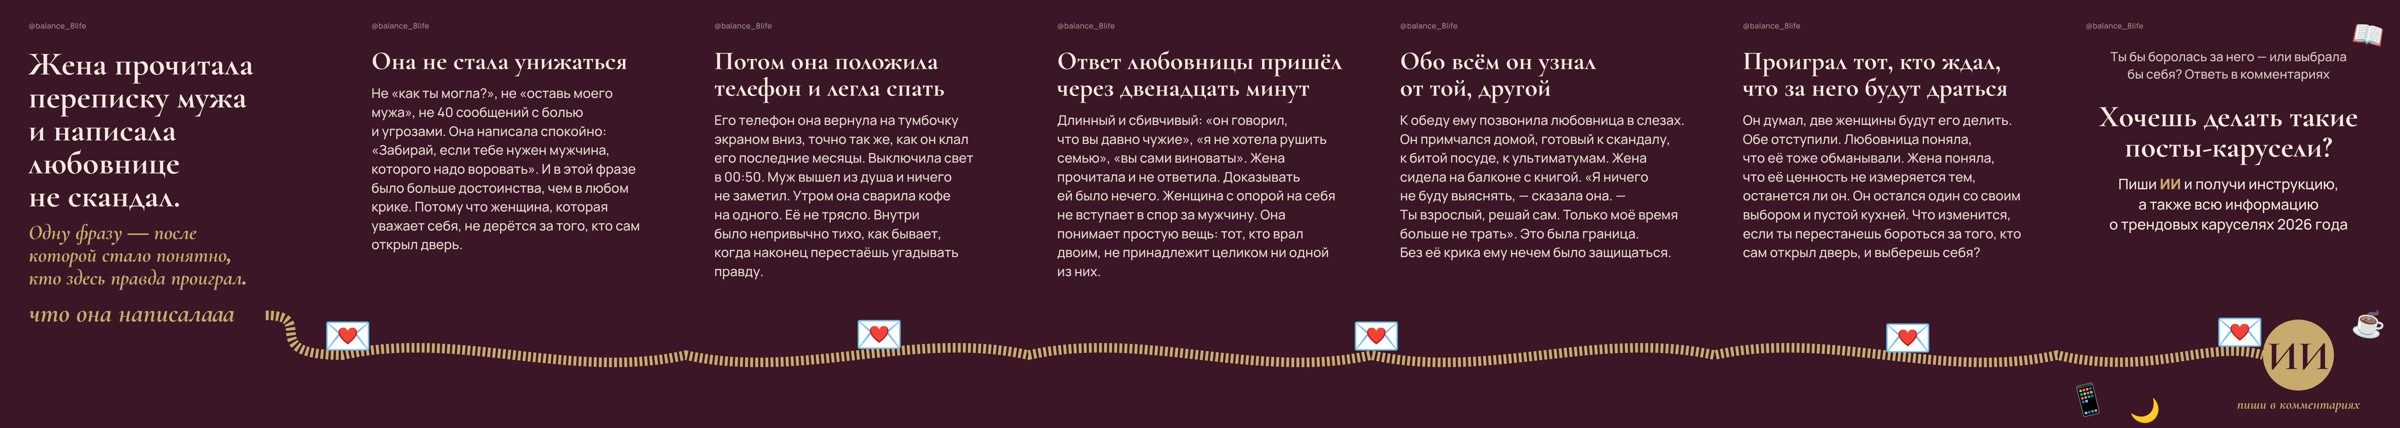 @balance_8life
Жена прочитала
переписку мужа
и написала
любовнице
не скандал.
Одну фразу — после
которой стало понятно,
кто здесь правда проиграл.
что она написалааа
@balance_8life
Она не стала унижаться
Не «как ты могла?», не «оставь моего
мужа», не 40 сообщений с болью
и угрозами. Она написала спокойно:
«Забирай, если тебе нужен мужчина,
которого надо воровать». И в этой фразе
было больше достоинства, чем в любом
крике. Потому что женщина, которая
уважает себя, не дерётся за того, кто сам
открыл дверь.
@balance_8life
Потом она положила
телефон и легла спать
Его телефон она вернула на тумбочку
экраном вниз, точно так же, как он клал
его последние месяцы. Выключила свет
в 00:50. Муж вышел из душа и ничего
не заметил. Утром она сварила кофе
на одного. Её не трясло. Внутри
было непривычно тихо, как бывает,
когда наконец перестаёшь угадывать
правду.
@balance_8life
Ответ любовницы пришёл
через двенадцать минут
Длинный и сбивчивый: «он говорил,
что вы давно чужие», «я не хотела рушить
семью», «вы сами виноваты». Жена
прочитала и не ответила. Доказывать
ей было нечего. Женщина с опорой на себя
не вступает в спор за мужчину. Она
понимает простую вещь: тот, кто врал
двоим, не принадлежит целиком ни одной
из них.
@balance_8life
Обо всём он узнал
от той, другой
К обеду ему позвонила любовница в слезах.
Он примчался домой, готовый к скандалу,
к битой посуде, к ультиматумам. Жена
сидела на балконе с книгой. «Я ничего
не буду выяснять, — сказала она. —
Ты взрослый, решай сам. Только моё время
больше не трать». Это была граница.
Без её крика ему нечем было защищаться.
@balance_8life
Проиграл тот, кто ждал,
что за него будут драться
Он думал, две женщины будут его делить.
Обе отступили. Любовница поняла,
что её тоже обманывали. Жена поняла,
что её ценность не измеряется тем,
останется ли он. Он остался один со своим
выбором и пустой кухней. Что изменится,
если ты перестанешь бороться за того, кто
сам открыл дверь, и выберешь себя?
@balance_8life
Ты бы боролась за него — или выбрала
бы себя? Ответь в комментариях
Хочешь делать такие
посты-карусели?
Пиши ИИ и получи инструкцию,
а также всю информацию
о трендовых каруселях 2026 года
ИИ
пиши в комментариях